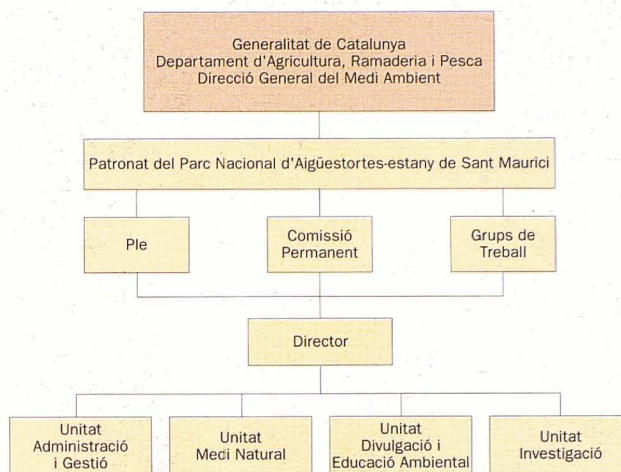 Generalitat de Catalunya
Departament d'Agricultura, Ramaderia i Pesca
Direcció General del Medi Ambient
Patronat del Parc Nacional d'Aigüestortes-estany de Sant Maurici
Ple
Comissió
Permanent
Grups de
Treball
Director
Unitat
Administració
i Gestió
Unitat
Medi Natural
Unitat
Divulgació i
Educació Ambiental
Unitat
Investigació